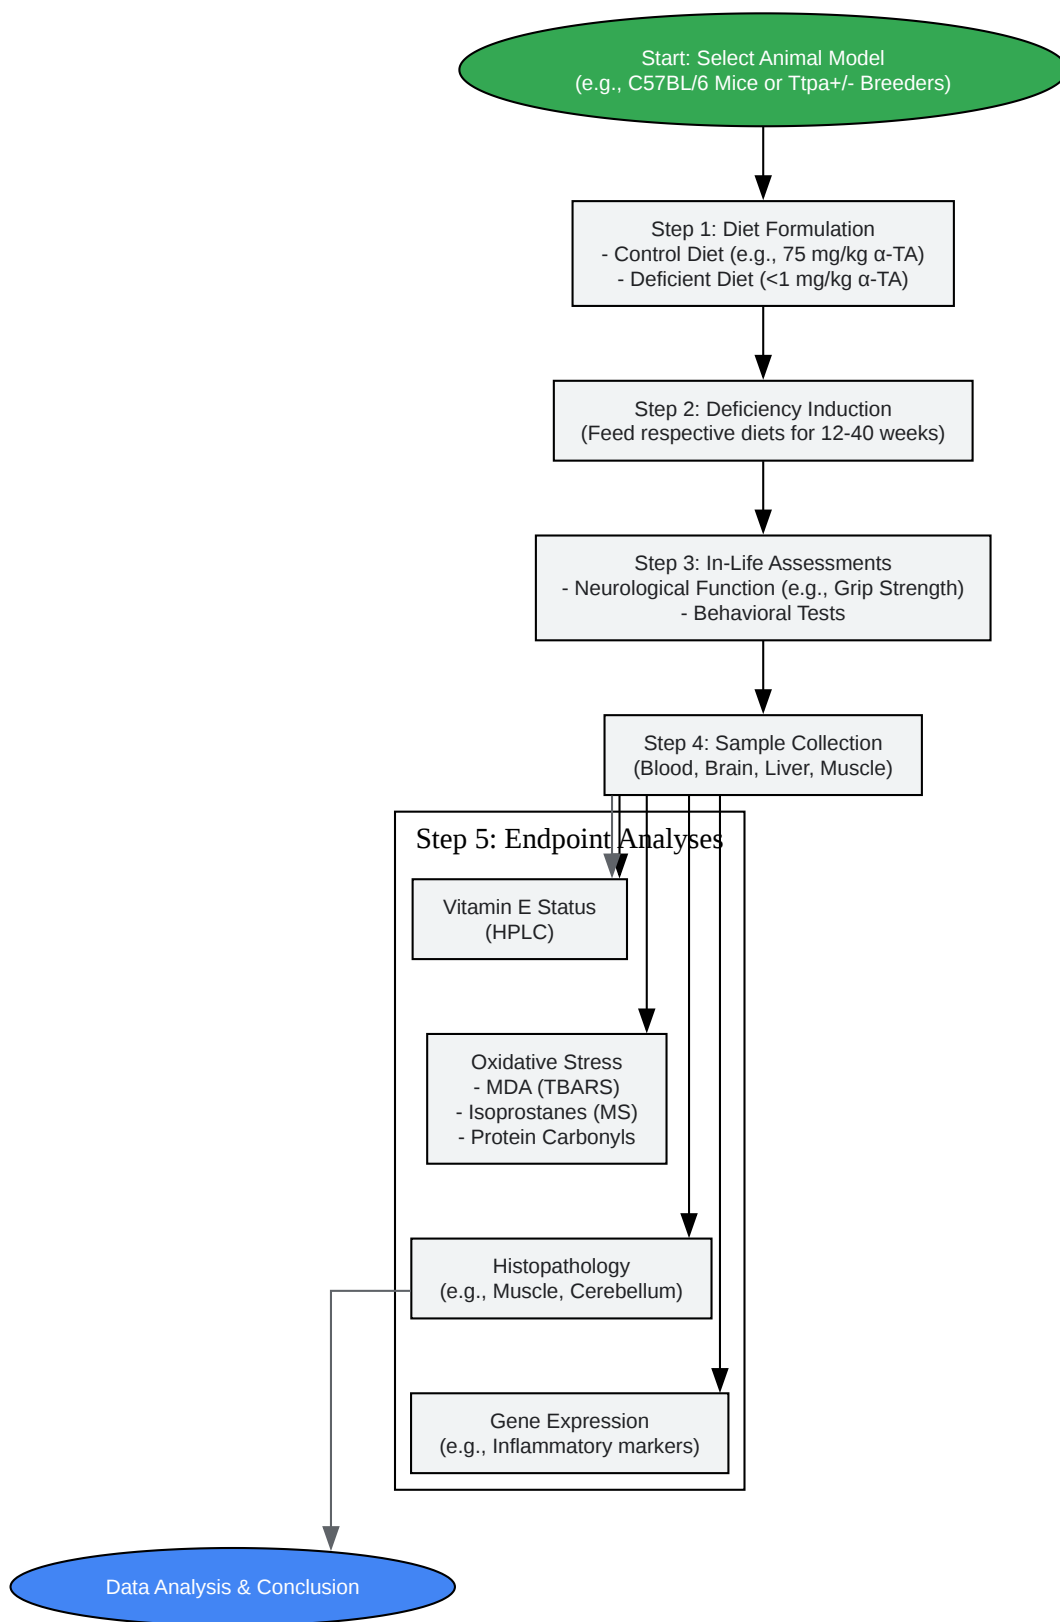 Start: Select Animal Model
(e.g., C57BL/6 Mice or Ttpa+/- Breeders)
Step 1: Diet Formulation
- Control Diet (e.g., 75 mg/kg α-TA)
- Deficient Diet (<1 mg/kg α-TA)
Step 2: Deficiency Induction
(Feed respective diets for 12-40 weeks)
Step 3: In-Life Assessments
- Neurological Function (e.g., Grip Strength)
- Behavioral Tests
Step 4: Sample Collection
(Blood, Brain, Liver, Muscle)
Step 5: Endpoint Analyses
Vitamin E Status
(HPLC)
Oxidative Stress
- MDA (TBARS)
- Isoprostanes (MS)
- Protein Carbonyls
Histopathology
(e.g., Muscle, Cerebellum)
Gene Expression
(e.g., Inflammatory markers)
Data Analysis & Conclusion